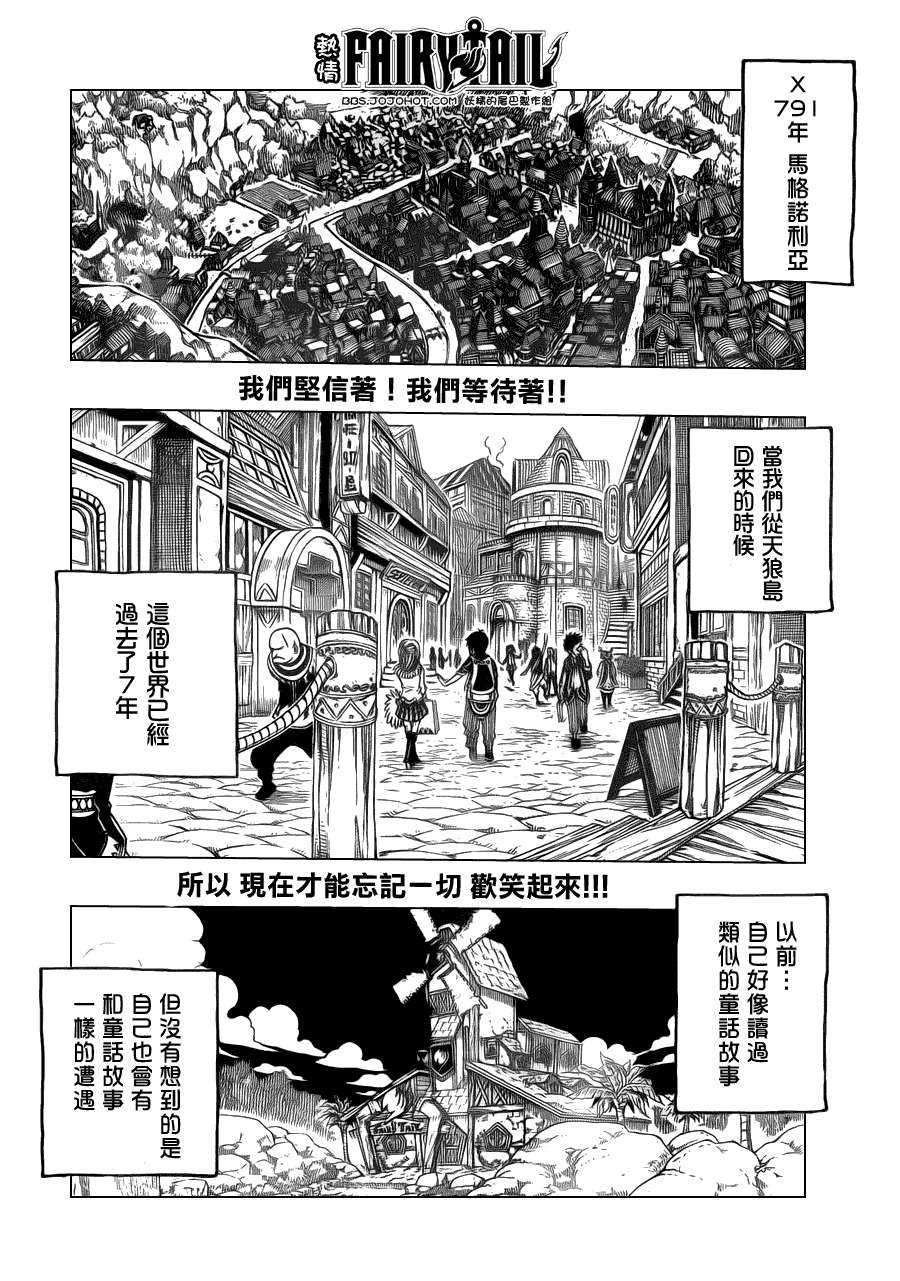 熱情
FAIRY TAIL
BBS.JOJOHOT.COM 妖精的尾巴製作組
X
791
年 馬格諾利亞
我們堅信著！我們等待著!!
當我們從天狼島
回來的時候
這個世界已經
過去了7年
所以 現在才能忘記一切 歡笑起來!!!
以前…
自己好像讀過
類似的童話故事
但沒有想到的是
自己也會有
和童話故事
一樣的遭遇
FAIRY TAIL